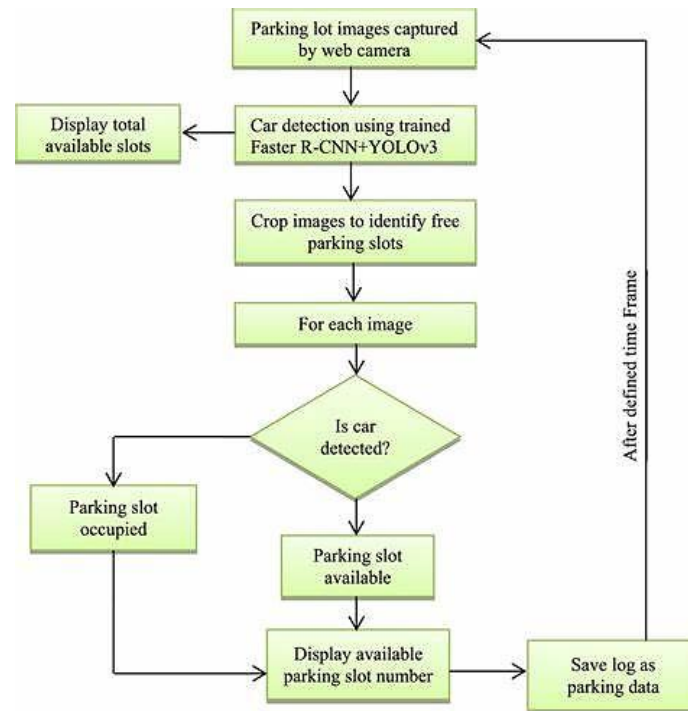 Parking lot images captured
by web camera
Display total
available slots
Car detection using trained
Faster R-CNN+YOLOv3
Crop images to identify free
parking slots
For each image
Is car
detected?
Parking slot
occupied
Parking slot
available
Display available
parking slot number
Save log as
parking data
After defined time Frame